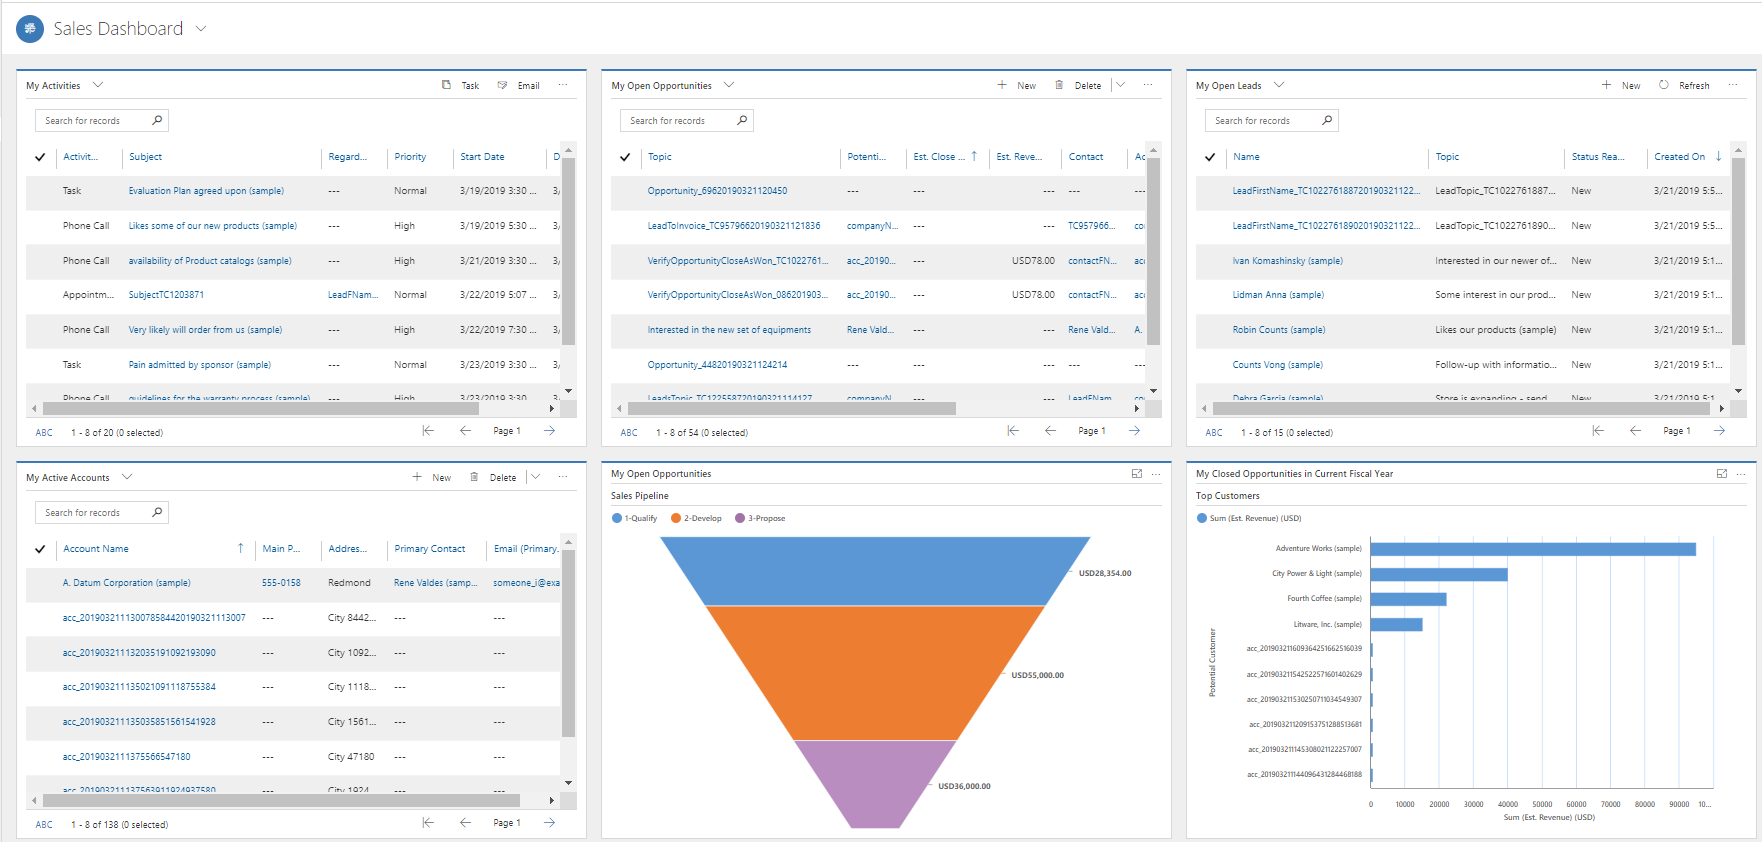 Sales Dashboard
My Activities
Task
Email
...
Search for records
Activit...
Subject
Regard...
Priority
Start Date
D
Task
Evaluation Plan agreed upon (sample)
---
Normal
3/19/2019 3:30 ...
3/
Phone Call
Likes some of our new products (sample)
---
High
3/19/2019 5:30 ...
3/
Phone Call
availability of Product catalogs (sample)
---
High
3/21/2019 3:30 ...
3/
Appointm...
SubjectTC1203871
LeadFNam...
Normal
3/22/2019 5:07 ...
3/
Phone Call
Very likely will order from us (sample)
---
High
3/22/2019 7:30 ...
3/
Task
Pain admitted by sponsor (sample)
---
Normal
3/23/2019 3:30 ...
3/
Phone Call
guidelines for the warranty process (sample)
---
High
3/23/2019 3:30
ABC
1 - 8 of 20 (0 selected)
Page 1
My Open Opportunities
New
Delete
...
Search for records
Topic
Potenti...
Est. Close ...
Est. Reve...
Contact
Ac
Opportunity_69620190321120450
---
---
---
---
---
LeadToInvoice_TC95796620190321121836
companyN...
---
---
TC957966...
co
VerifyOpportunityCloseAsWon_TC1022761...
acc_20190...
---
USD78.00
contactFN...
ac
VerifyOpportunityCloseAsWon_086201903...
acc_20190...
---
USD78.00
contactFN...
ac
Interested in the new set of equipments
Rene Vald...
---
---
Rene Vald...
A.
Opportunity_44820190321124214
---
---
---
---
---
LeadsTopic_TC122558720190321114127
companyN
---
---
LeadFNam
co
ABC
1 - 8 of 54 (0 selected)
Page 1
My Open Leads
New
Refresh
...
Search for records
Name
Topic
Status Rea...
Created On
LeadFirstName_TC102276188720190321122...
LeadTopic_TC1022761887...
New
3/21/2019 5:5...
LeadFirstName_TC102276189020190321122...
LeadTopic_TC1022761890...
New
3/21/2019 5:5...
Ivan Komashinsky (sample)
Interested in our newer of...
New
3/21/2019 5:1...
Lidman Anna (sample)
Some interest in our prod...
New
3/21/2019 5:1...
Robin Counts (sample)
Likes our products (sample)
New
3/21/2019 5:1...
Counts Vong (sample)
Follow-up with informatio...
New
3/21/2019 5:1...
Debra Garcia (sample)
Store is expanding - send
New
3/21/2019 5:1
ABC
1 - 8 of 15 (0 selected)
Page 1
My Active Accounts
New
Delete
...
Search for records
Account Name
Main P...
Addres...
Primary Contact
Email (Primary.
A. Datum Corporation (sample)
555-0158
Redmond
Rene Valdes (samp...
someone_i@exa
acc_20190321113007858442019032​1113007
---
City 8442...
---
---
acc_201903211132035191092193090
---
City 1092...
---
---
acc_201903211135021091118755384
---
City 1118...
---
---
acc_201903211135035851561541928
---
City 1561...
---
---
acc_2019032111375566547180
---
City 47180
---
---
acc_201903211137563911924937580
---
City 1924
---
---
ABC
1 - 8 of 138 (0 selected)
Page 1
My Open Opportunities
...
Sales Pipeline
1-Qualify
2-Develop
3-Propose
USD28,354.00
USD55,000.00
USD36,000.00
My Closed Opportunities in Current Fiscal Year
...
Top Customers
Sum (Est. Revenue) (USD)
Potential Customer
Adventure Works (sample)
City Power & Light (sample)
Fourth Coffee (sample)
Litware, Inc. (sample)
acc_201903211609364251662516039
acc_201903211542522571601402629
acc_201903211530250711034549307
acc_201903211209153751288513681
acc_201903211145308021122257007
acc_201903211144096431284468188
0
10000
20000
30000
40000
50000
60000
70000
80000
90000
10...
Sum (Est. Revenue) (USD)